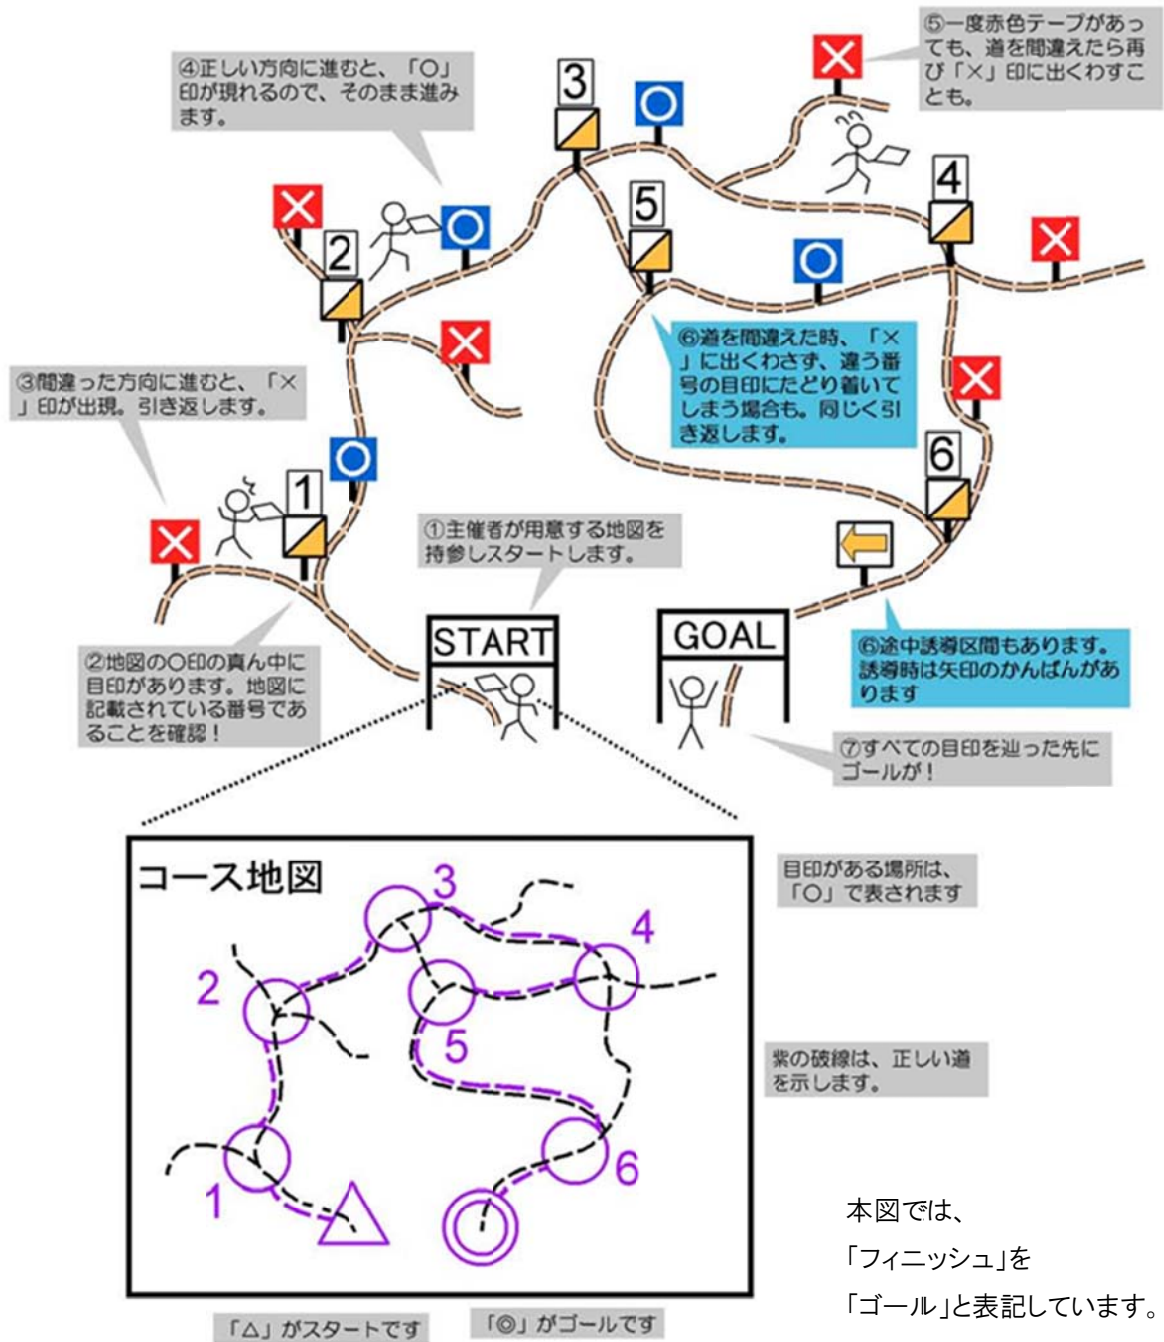 ⑤一度赤色テープがあっ
ても、道を間違えたら再
び「×」印に出くわすこ
とも。
④正しい方向に進むと、「○」
印が現れるので、そのまま進み
ます。
3
4
5
2
⑥道を間違えた時、「×
」に出くわさず、違う番
号の目印にたどり着いて
しまう場合も。同じく引
き返します。
③間違った方向に進むと、「×
」印が出現。引き返します。
1
6
①主催者が用意する地図を
持参しスタートします。
START
GOAL
⑥途中誘導区間もあります。
誘導時は矢印のかんばんがあ
ります
②地図の○印の真ん中に
目印があります。地図に
記載されている番号であ
ることを確認！
⑦すべての目印を辿った先に
ゴールが！
コース地図
3
4
2
5
1
6
目印がある場所は、
「○」で表されます
紫の破線は、正しい道
を示します。
本図では、
「フィニッシュ」を
「ゴール」と表記しています。
「△」がスタートです
「◎」がゴールです